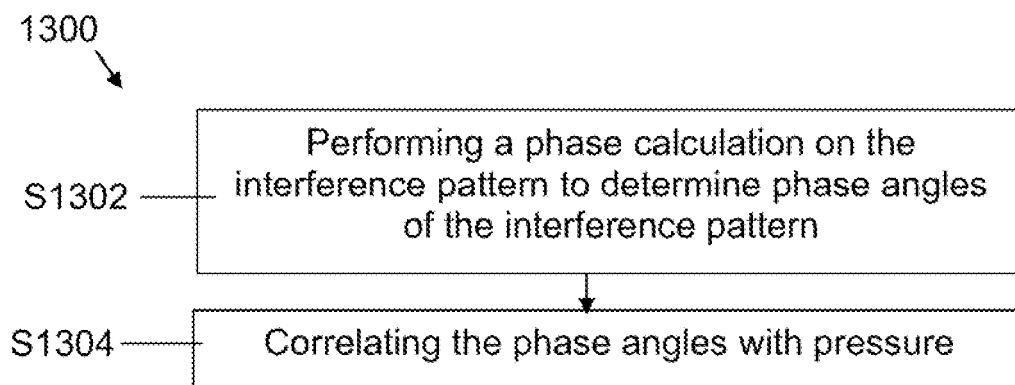 1300
S1302
Performing a phase calculation on the
interference pattern to determine phase angles
of the interference pattern
S1304
Correlating the phase angles with pressure